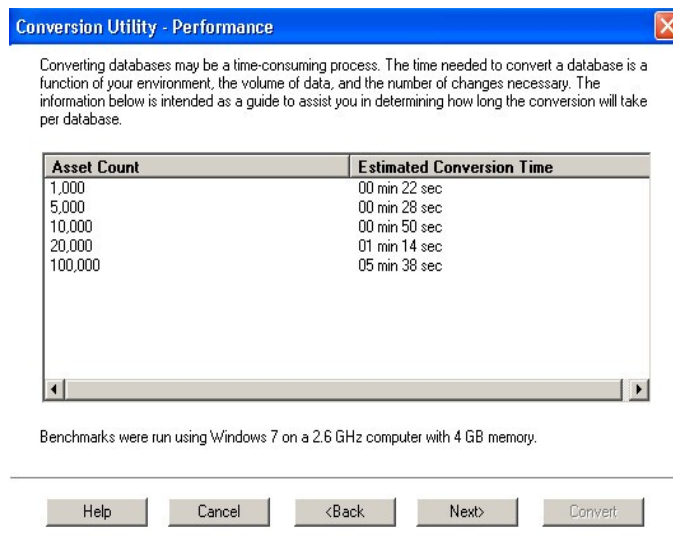 Conversion Utility - Performance
Converting databases may be a time-consuming process. The time needed to convert a database is a
function of your environment, the volume of data, and the number of changes necessary. The
information below is intended as a guide to assist you in determining how long the conversion will take
per database.
Asset Count Estimated Conversion Time
1,000 00 min 22 sec
5,000 00 min 28 sec
10,000 00 min 50 sec
20,000 01 min 14 sec
100,000 05 min 38 sec
Benchmarks were run using Windows 7 on a 2.6 GHz computer with 4 GB memory.
Help Cancel <Back Next> Convert